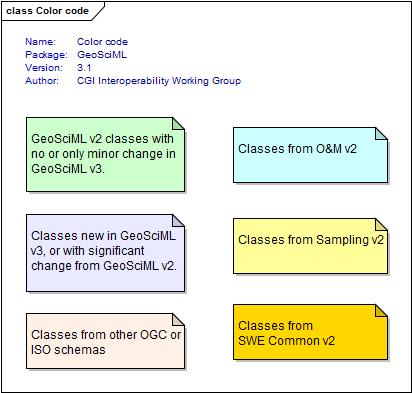 class Color code
Name: Color code
Package: GeoSciML
Version: 3.1
Author: CGI Interoperability Working Group
GeoSciML v2 classes with
no or only minor change in
GeoSciML v3.
Classes from O&M v2
Classes new in GeoSciML
v3, or with significant
change from GeoSciML v2.
Classes from Sampling v2
Classes from other OGC or
ISO schemas
Classes from
SWE Common v2